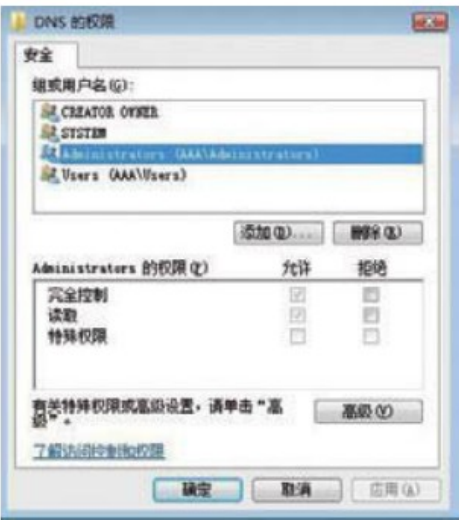 DNS 的权限
安全
组或用户名(G):
CREATOR OWNER
SYSTEM
Administrators (AAA\Administrators)
Users (AAA\Users)
添加(D)...
删除(R)
Administrators 的权限(P)
允许
拒绝
完全控制
读取
特殊权限
有关特殊权限或高级设置，请单击“高
级”。
高级(V)
了解访问控制和权限
确定
取消
应用(A)